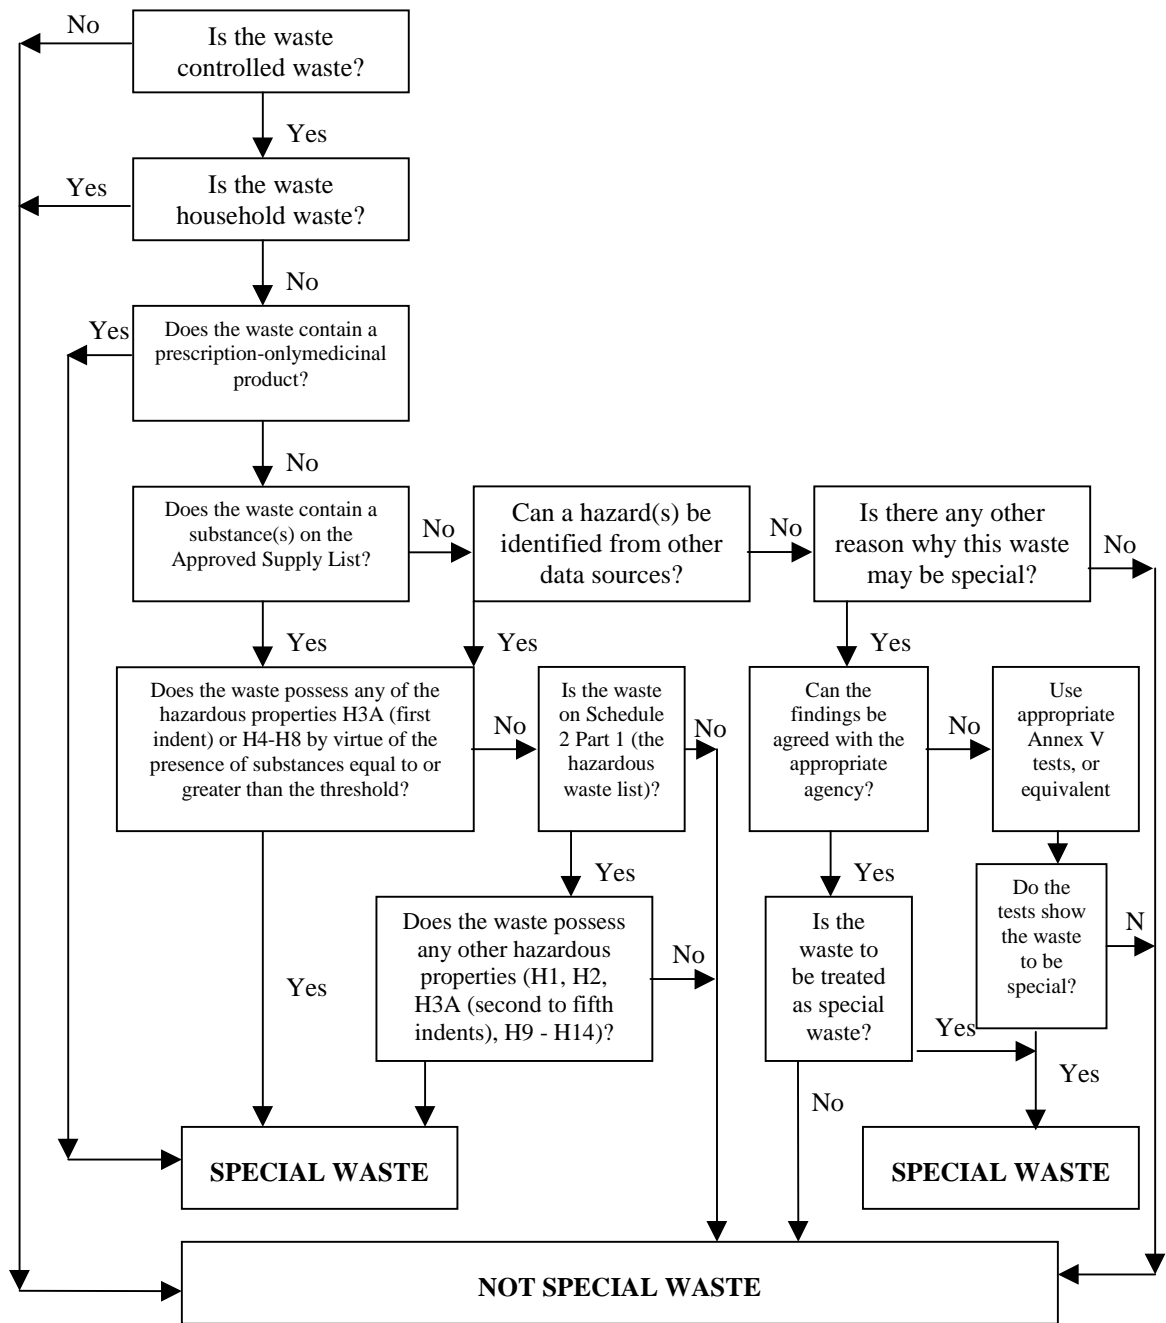 No
Is the waste
controlled waste?
Yes
Yes
Is the waste
household waste?
No
Yes
Does the waste contain a
prescription-onlymedicinal
product?
No
Does the waste contain a
substance(s) on the
Approved Supply List?
No
Can a hazard(s) be
identified from other
data sources?
No
Is there any other
reason why this waste
may be special?
No
Yes
Yes
Yes
Does the waste possess any of the
hazardous properties H3A (first
indent) or H4-H8 by virtue of the
presence of substances equal to or
greater than the threshold?
No
Is the waste
on Schedule
2 Part 1 (the
hazardous
waste list)?
No
Can the
findings be
agreed with the
appropriate
agency?
No
Use
appropriate
Annex V
tests, or
equivalent
Yes
Yes
Yes
Does the waste possess
any other hazardous
properties (H1, H2,
H3A (second to fifth
indents), H9 - H14)?
No
Is the
waste to
be treated
as special
waste?
Yes
Do the
tests show
the waste
to be
special?
N
Yes
No
SPECIAL WASTE
SPECIAL WASTE
NOT SPECIAL WASTE